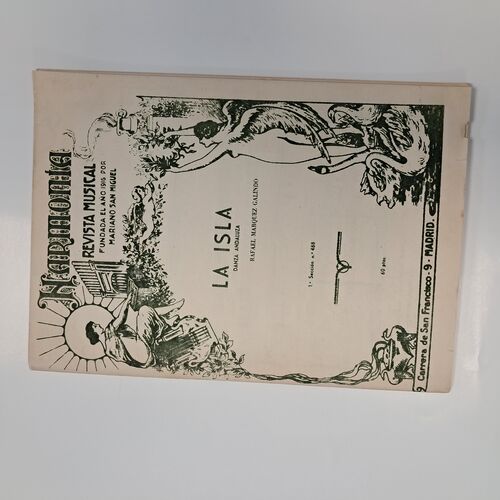 Harmonía
REVISTA MUSICAL
FUNDADA EL AÑO 1916 POR
MARIANO SAN MIGUEL
LA ISLA
DANZA ANDALUZA
RAFAEL MARQUEZ GALINDO
1.ª Sección n.º 488
60 ptas
9 Carrera de San Francisco - 9 - MADRID.